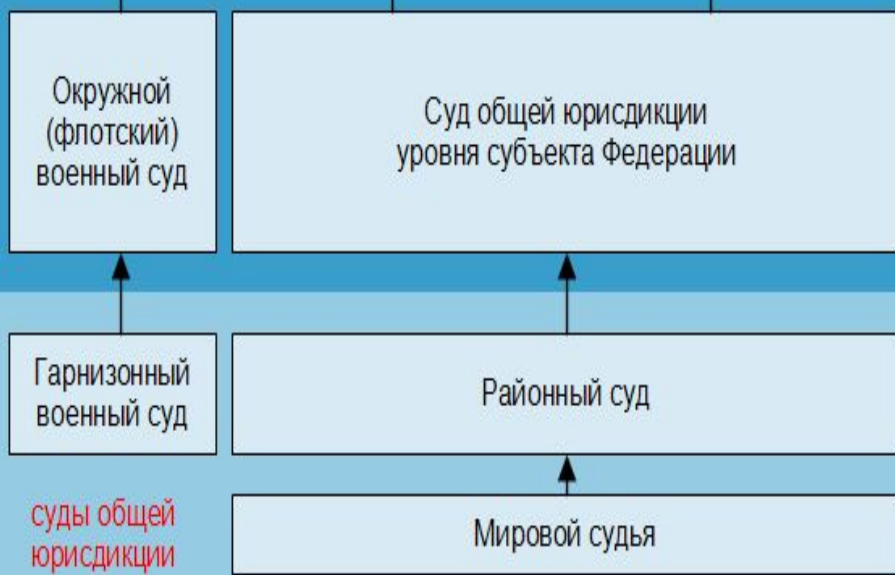 Окружной
(флотский)
военный суд
Суд общей юрисдикции
уровня субъекта Федерации
Гарнизонный
военный суд
Районный суд
суды общей
юрисдикции
Мировой судья